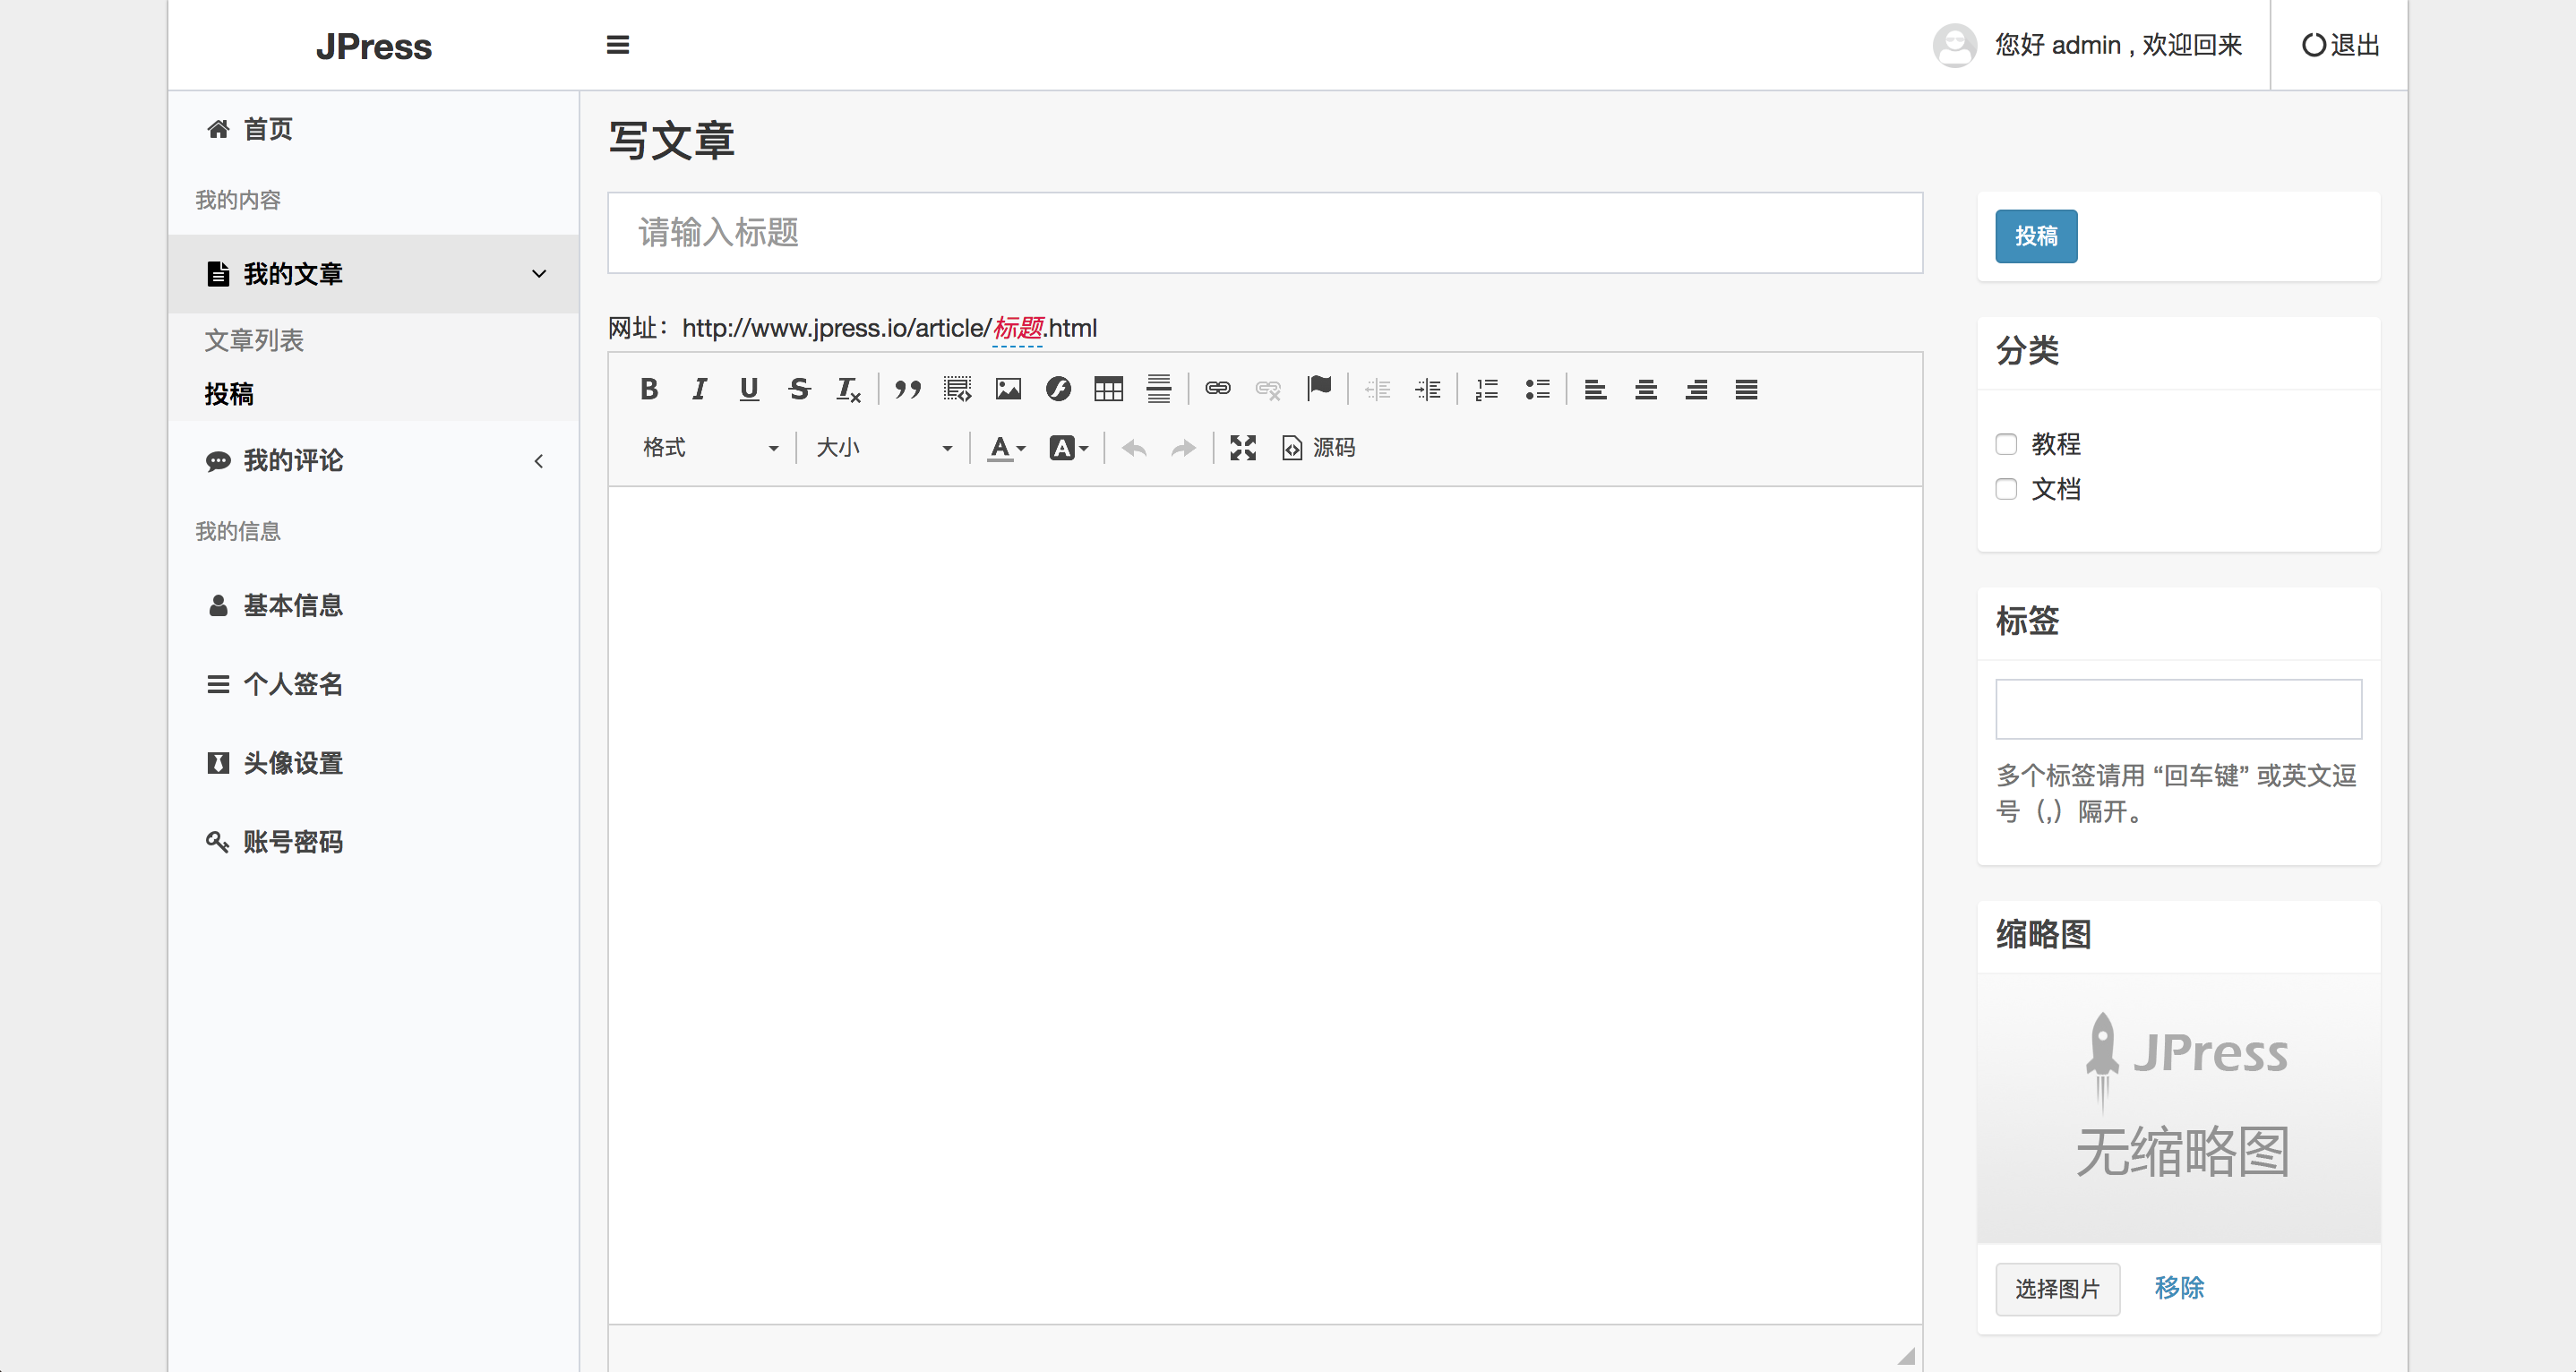 JPress
您好 admin , 欢迎回来
退出
首页
我的内容
我的文章
文章列表
投稿
我的评论
我的信息
基本信息
个人签名
头像设置
账号密码
写文章
请输入标题
网址：http://www.jpress.io/article/标题.html
格式 大小 源码
投稿
分类
教程
文档
标签
多个标签请用 “回车键” 或英文逗
号（,）隔开。
缩略图
JPress
无缩略图
选择图片 移除